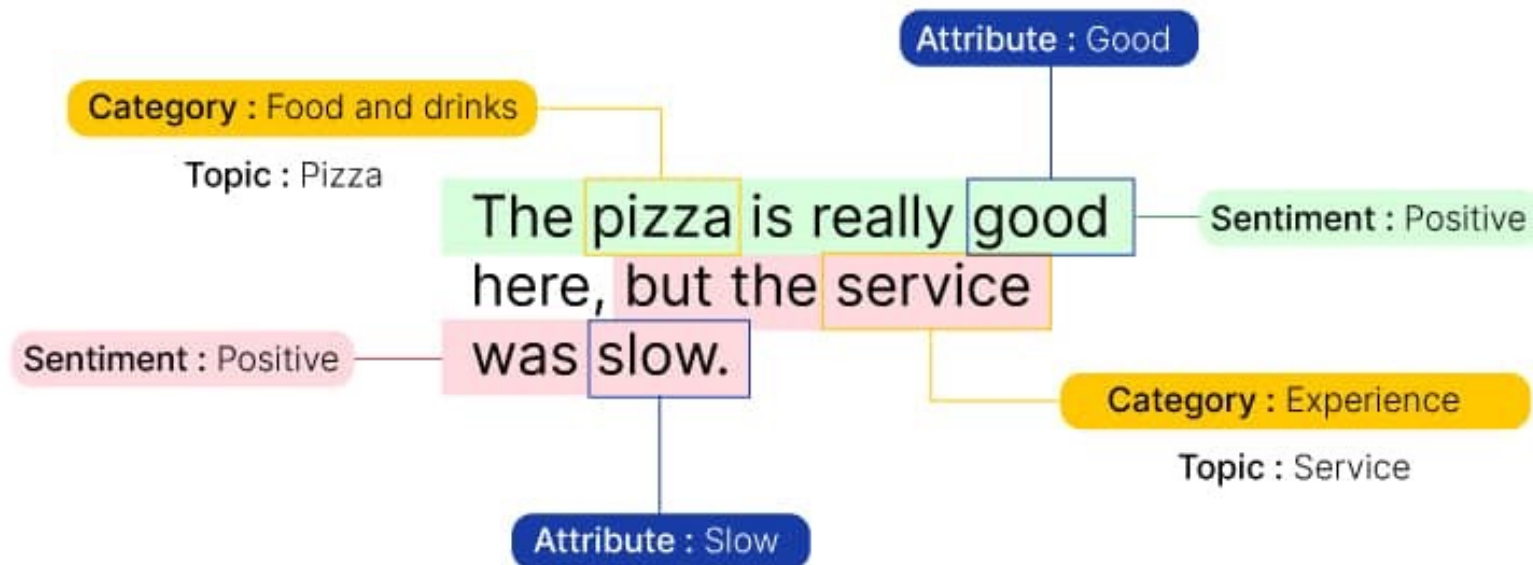 Attribute : Good
Category : Food and drinks
Topic : Pizza
The pizza is really good
Sentiment : Positive
here, but the service
was slow.
Sentiment : Positive
Category : Experience
Topic : Service
Attribute : Slow